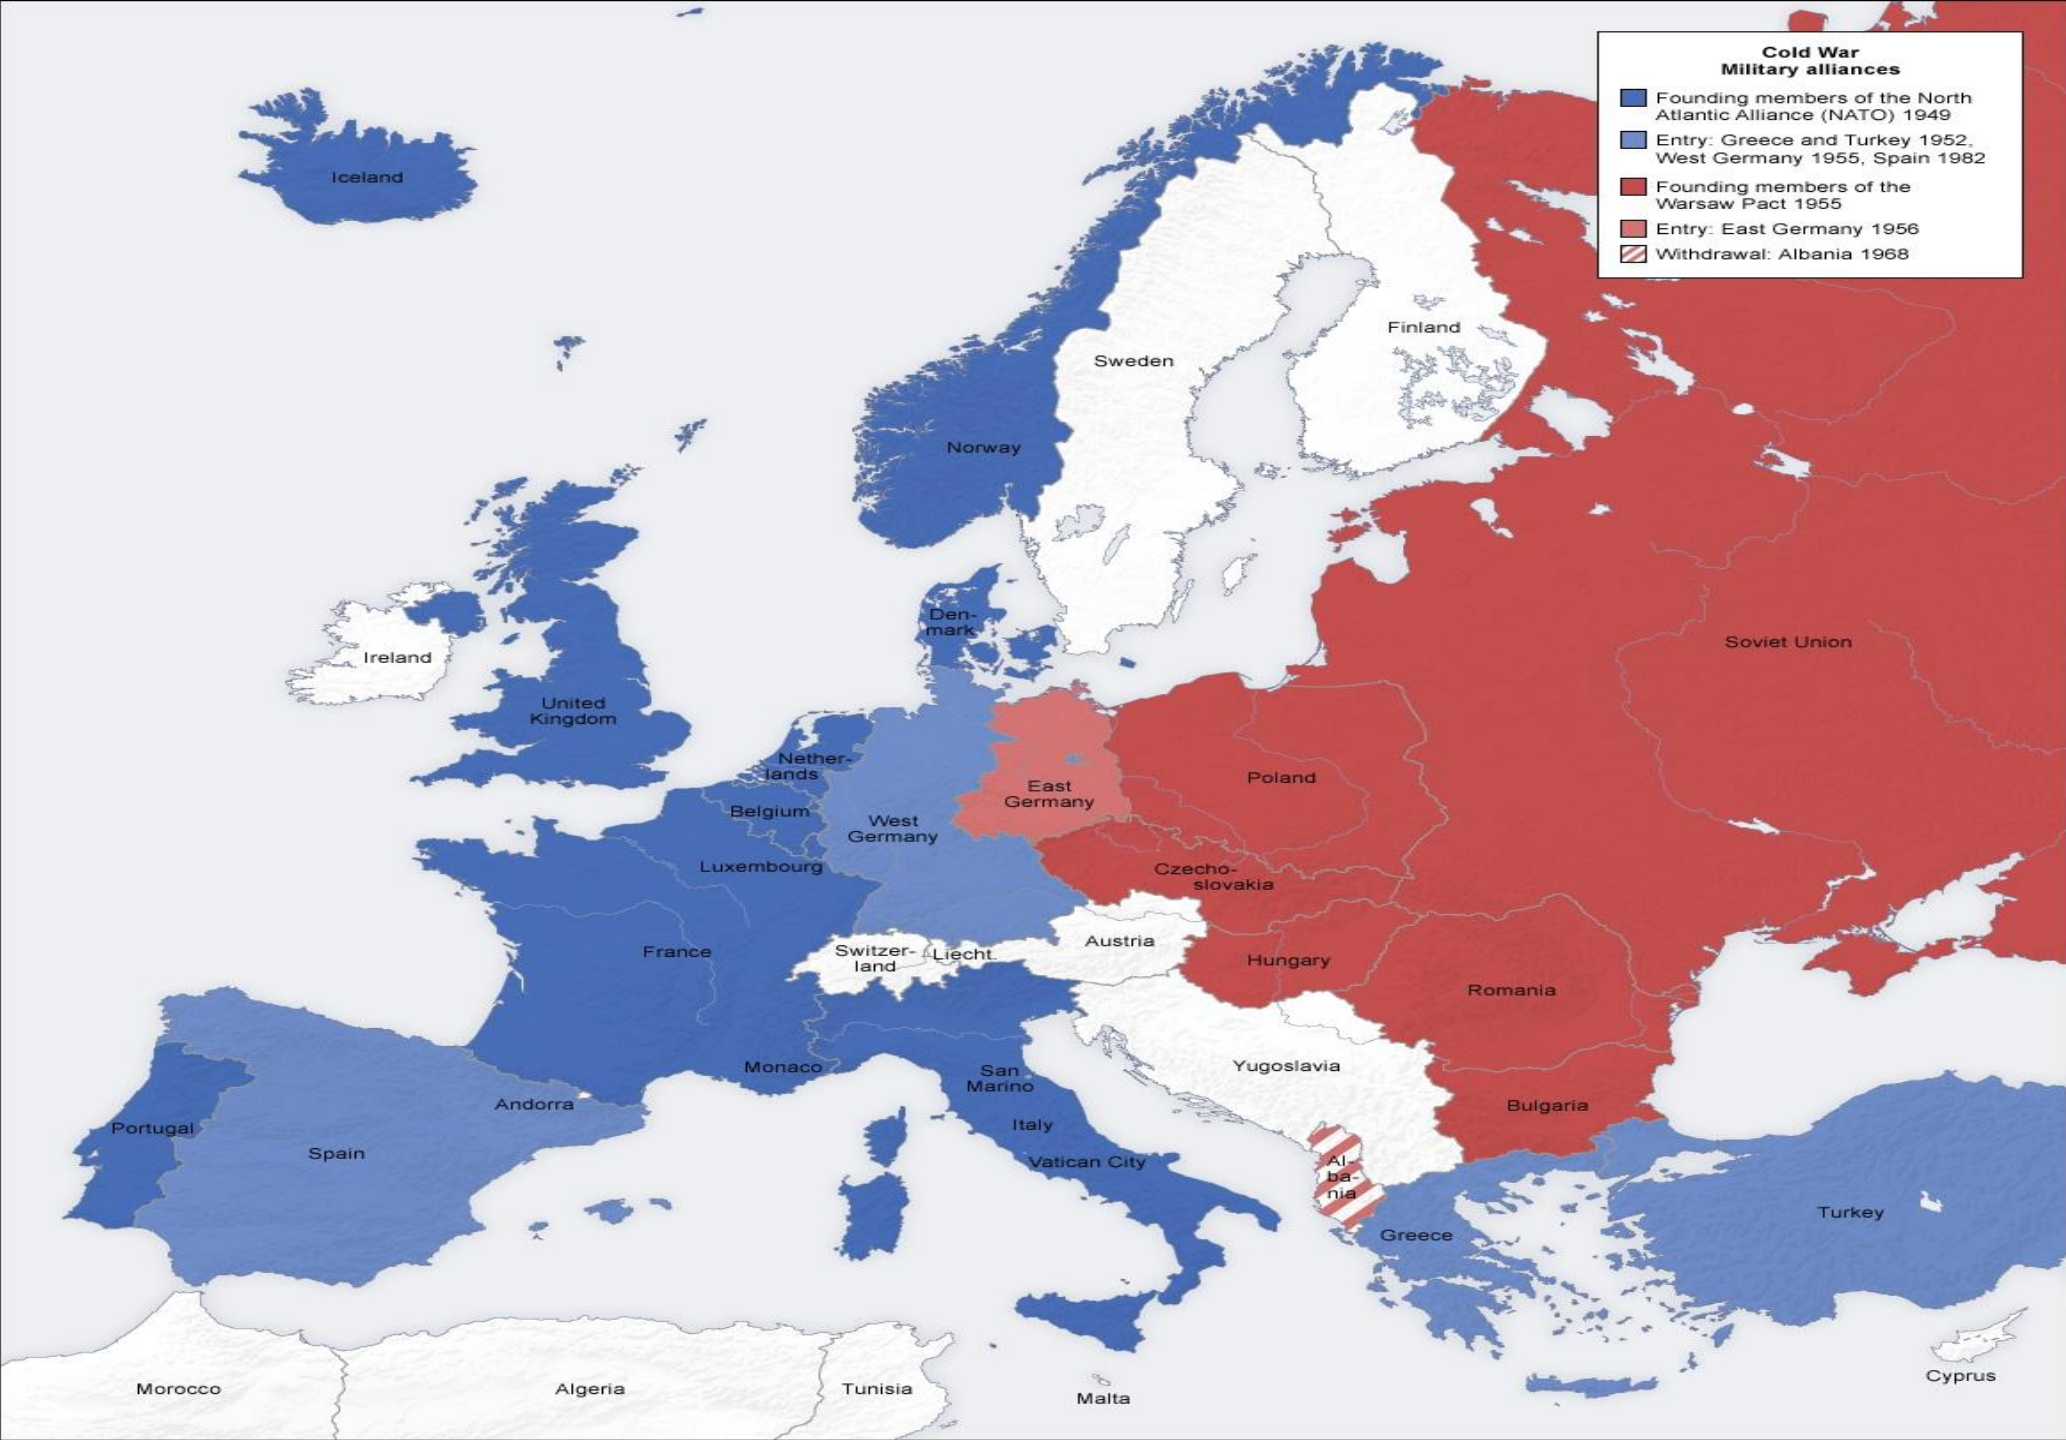 Cold War
Military alliances
Founding members of the North
Atlantic Alliance (NATO) 1949
Entry: Greece and Turkey 1952,
West Germany 1955, Spain 1982
Founding members of the
Warsaw Pact 1955
Entry: East Germany 1956
Withdrawal: Albania 1968
Iceland
Finland
Sweden
Norway
Den-
mark
Soviet Union
Ireland
United
Kingdom
Nether-
lands
Belgium
Luxembourg
West
Germany
East
Germany
Poland
Czecho-
slovakia
France
Switzer-
land
Liecht.
Austria
Hungary
Romania
Monaco
San
Marino
Yugoslavia
Andorra
Bulgaria
Portugal
Spain
Italy
Vatican City
Al-
ba-
nia
Greece
Turkey
Morocco
Algeria
Tunisia
Malta
Cyprus